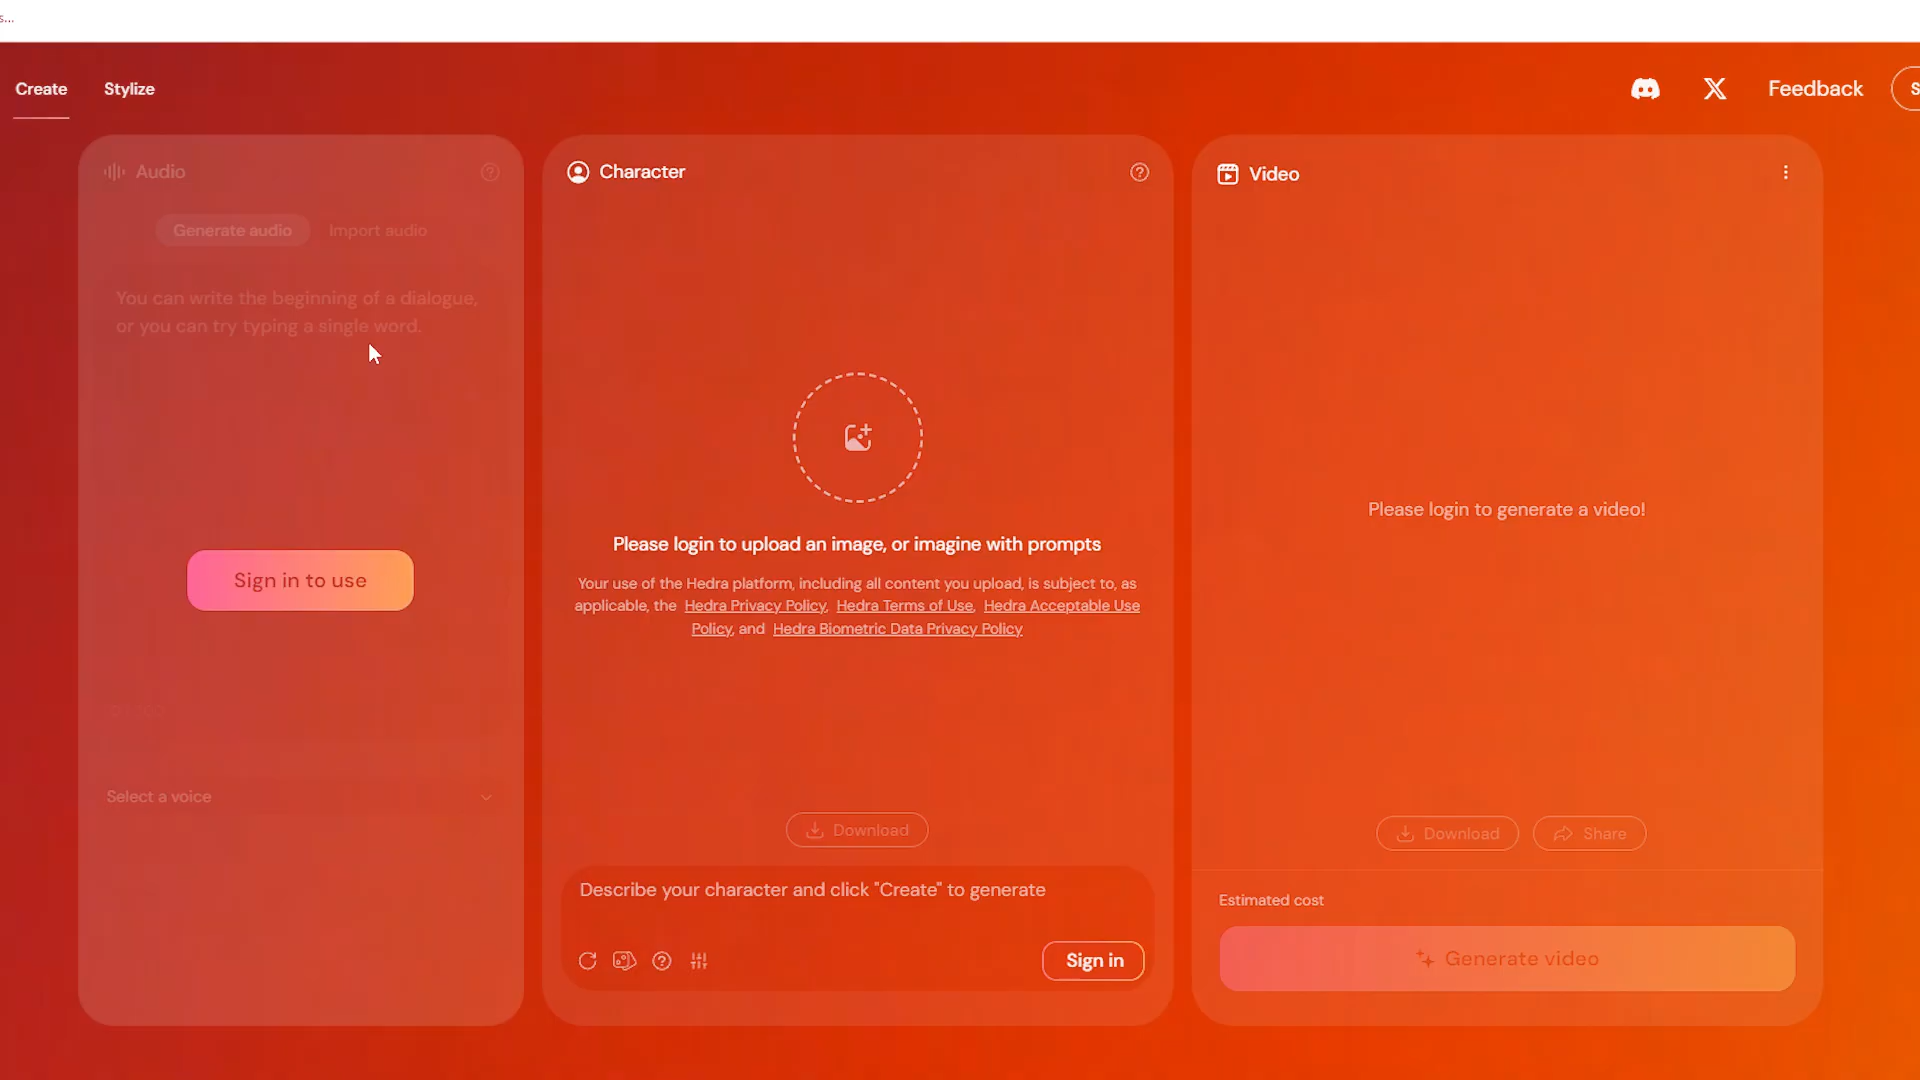 s...
Create
Stylize
Feedback
S
Audio
Generate audio
Import audio
You can write the beginning of a dialogue,
or you can try typing a single word.
Sign in to use
Select a voice
Character
Please login to upload an image, or imagine with prompts
Your use of the Hedra platform, including all content you upload, is subject to, as
applicable, the Hedra Privacy Policy, Hedra Terms of Use, Hedra Acceptable Use
Policy, and Hedra Biometric Data Privacy Policy
Download
Describe your character and click "Create" to generate
Sign in
Video
Please login to generate a video!
Download
Share
Estimated cost
Generate video